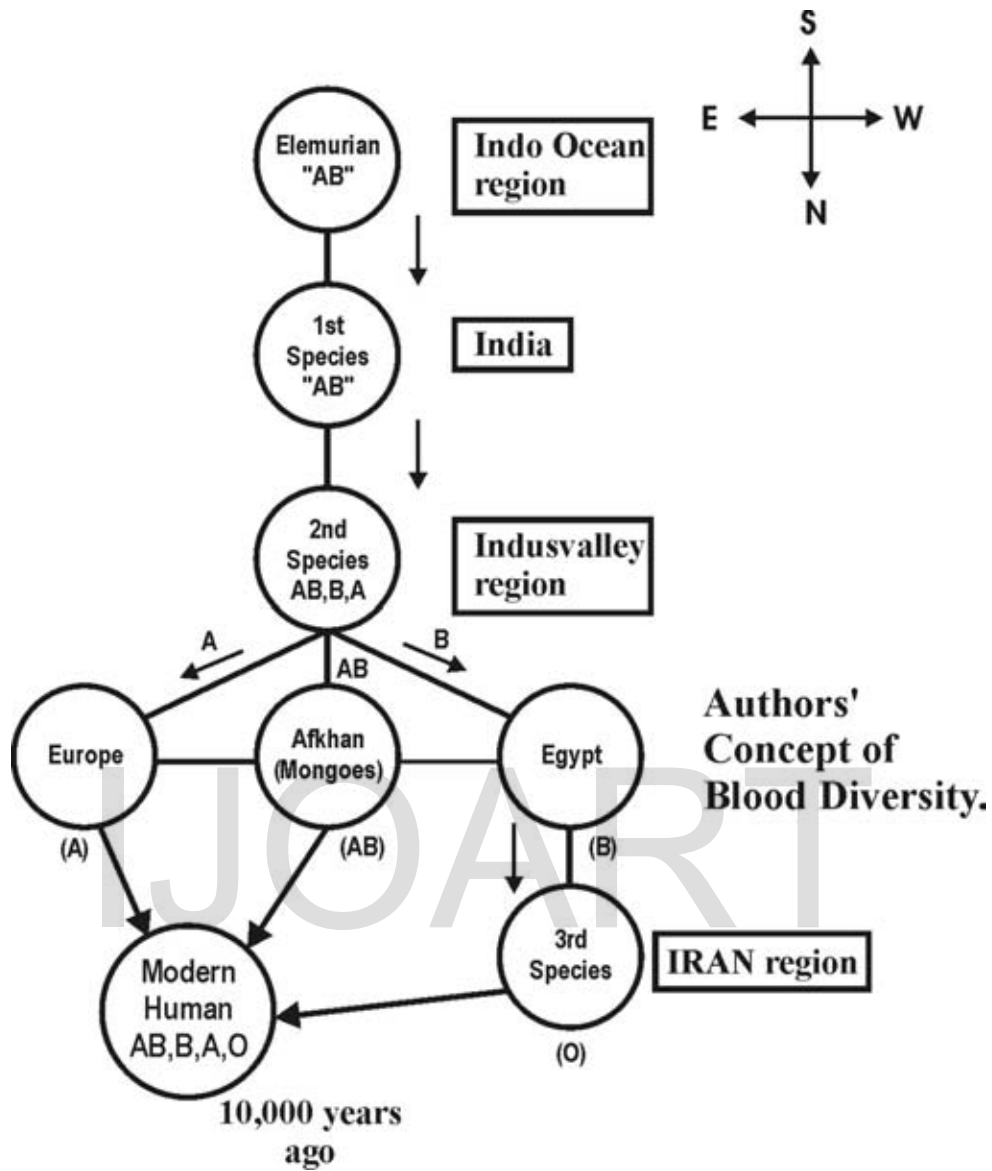 S
E
W
N
Elemurian
"AB"
Indo Ocean
region
1st
Species
"AB"
India
2nd
Species
AB,B,A
Indusvalley
region
A
AB
B
Europe
Afkhan
(Mongoes)
Egypt
Authors'
Concept of
Blood Diversity.
IJOART
(A)
(AB)
(B)
3rd
Species
IRAN region
(O)
Modern
Human
AB,B,A,O
10,000 years
ago